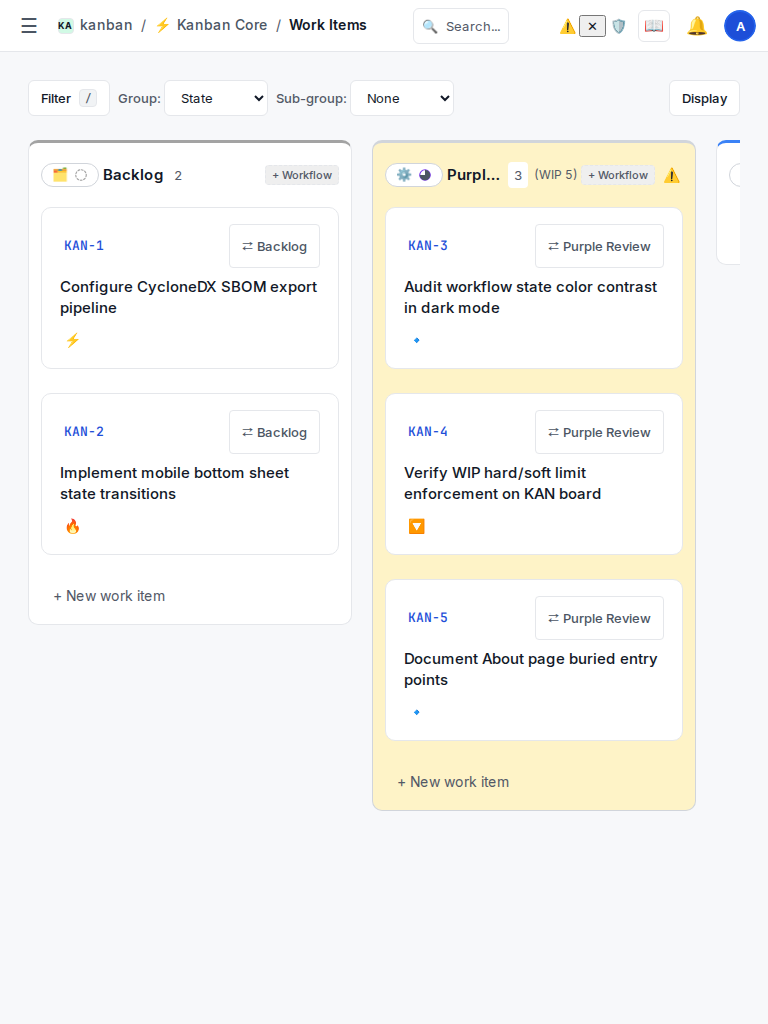 ☰ KA kanban / ⚡ Kanban Core / Work Items 🔍 Search... ⚠️ ✕ 🛡️ 📖 🔔 A
Filter / Group: State Sub-group: None Display
Backlog 2 + Workflow
KAN-1 ⇄ Backlog
Configure CycloneDX SBOM export
pipeline
KAN-2 ⇄ Backlog
Implement mobile bottom sheet
state transitions
+ New work item
Purpl... 3 (WIP 5) + Workflow ⚠️
KAN-3 ⇄ Purple Review
Audit workflow state color contrast
in dark mode
KAN-4 ⇄ Purple Review
Verify WIP hard/soft limit
enforcement on KAN board
KAN-5 ⇄ Purple Review
Document About page buried entry
points
+ New work item